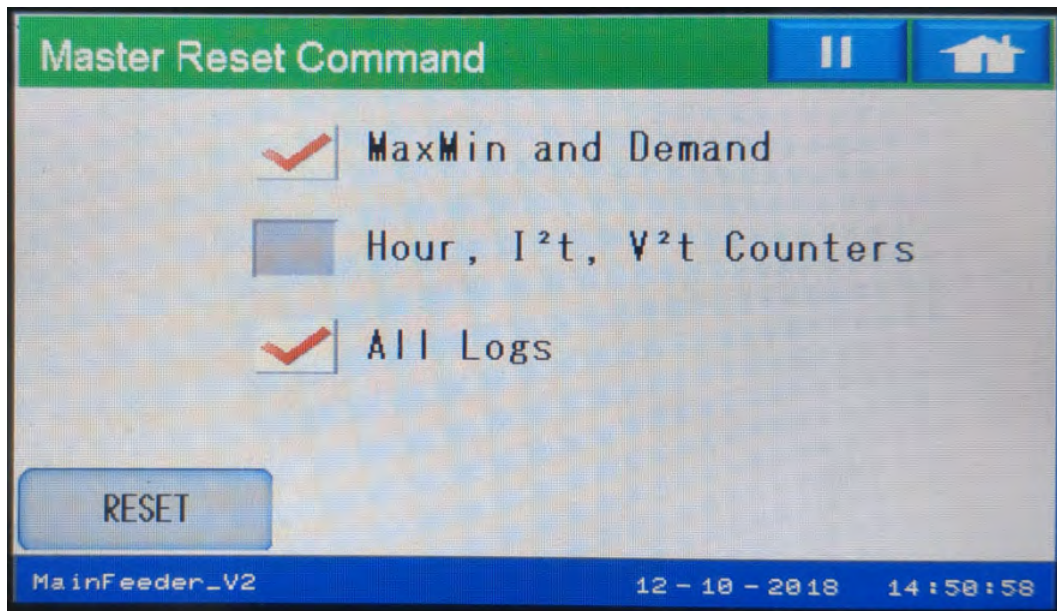 Master Reset Command
MaxMin and Demand
Hour, I²t, V²t Counters
All Logs
RESET
MainFeeder_V2 12-10-2018 14:50:58